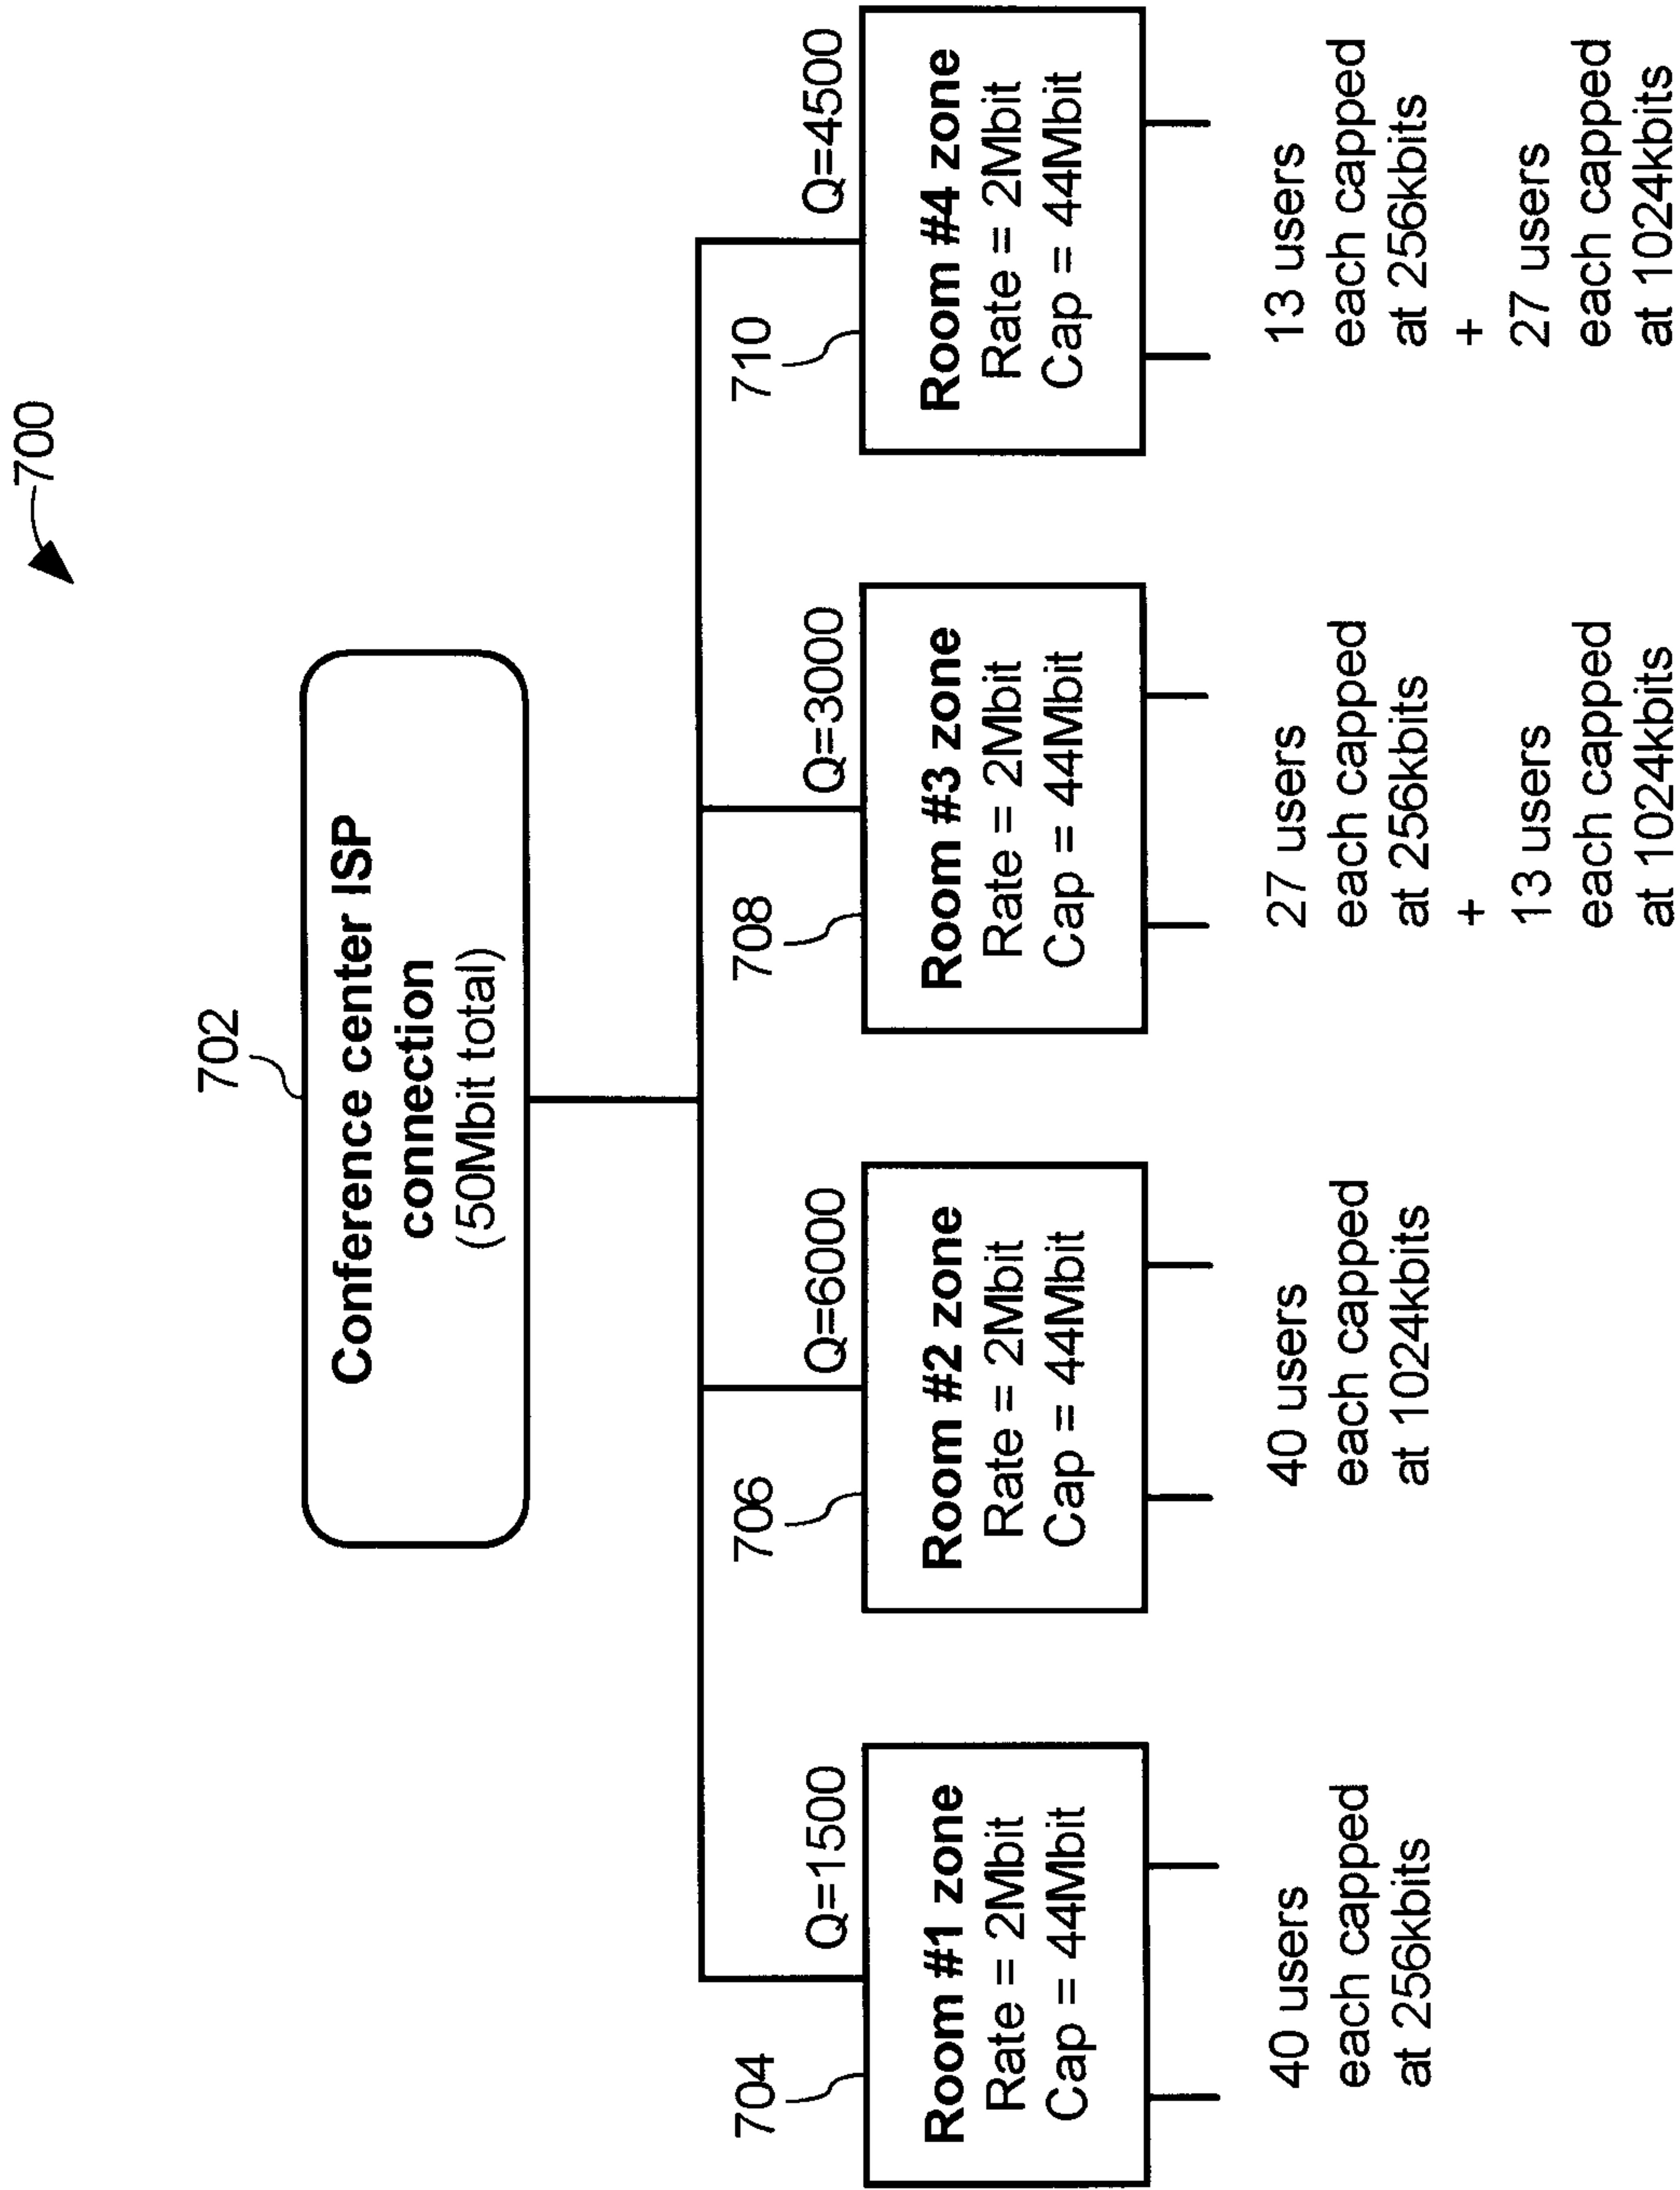 700
702
Conference center ISP
connection
(50Mbit total)
704
Q=1500
Room #1 zone
Rate = 2Mbit
Cap = 44Mbit
40 users
each capped
at 256kbits
706
Q=6000
Room #2 zone
Rate = 2Mbit
Cap = 44Mbit
40 users
each capped
at 1024kbits
708
Q=3000
Room #3 zone
Rate = 2Mbit
Cap = 44Mbit
27 users
each capped
at 256kbits
+
13 users
each capped
at 1024kbits
710
Q=4500
Room #4 zone
Rate = 2Mbit
Cap = 44Mbit
13 users
each capped
at 256kbits
+
27 users
each capped
at 1024kbits